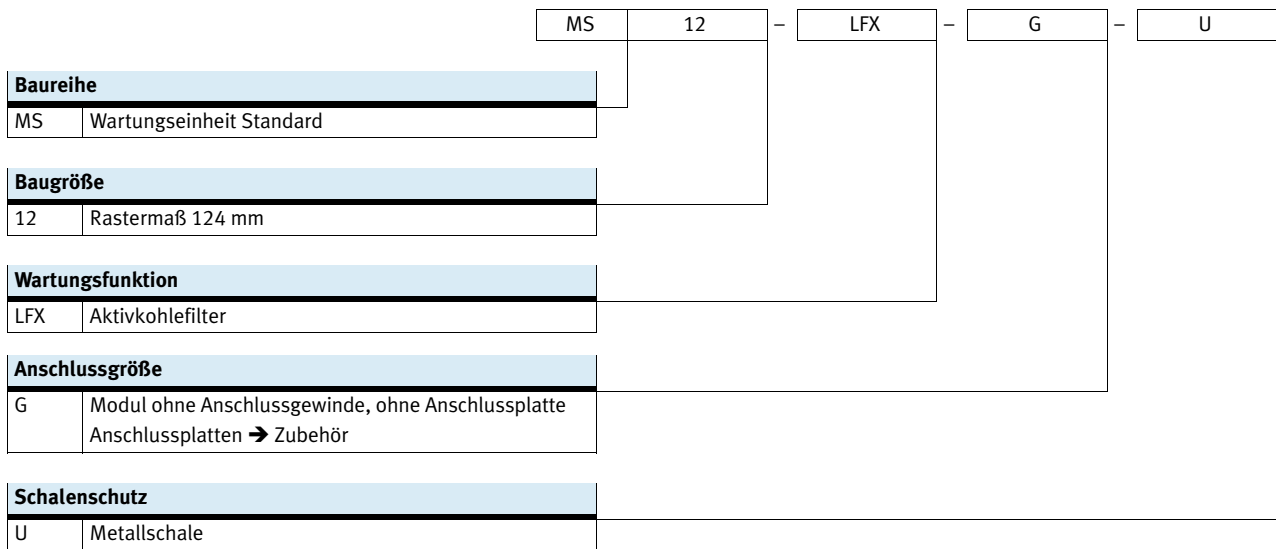 MS 12 – LFX – G – U
Baureihe
MS Wartungseinheit Standard
Baugröße
12 Rastermaß 124 mm
Wartungsfunktion
LFX Aktivkohlefilter
Anschlussgröße
G Modul ohne Anschlussgewinde, ohne Anschlussplatte
Anschlussplatten ➔ Zubehör
Schalenschutz
U Metallschale